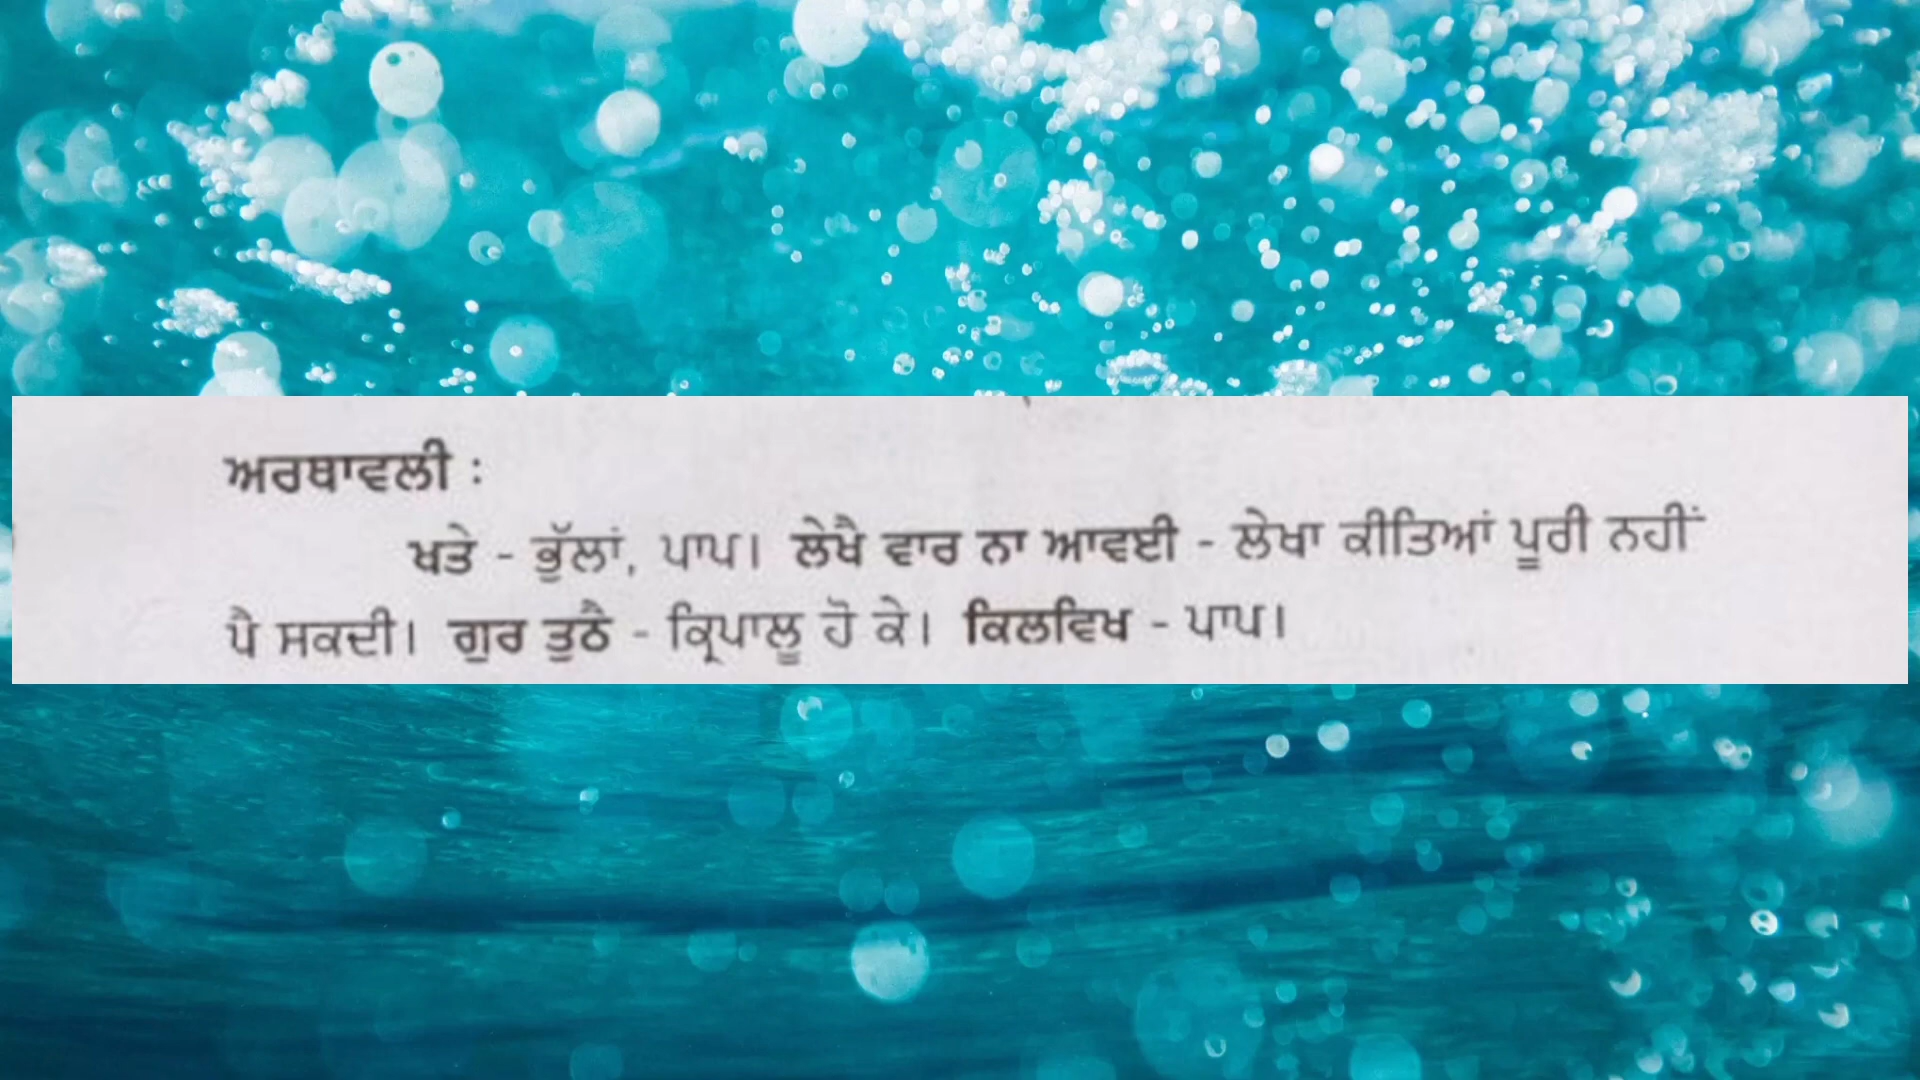 ਅਰਥਾਵਲੀ :
ਖਤੇ - ਭੁੱਲਾਂ, ਪਾਪ। ਲੇਖੈ ਵਾਰ ਨਾ ਆਵਈ - ਲੇਖਾ ਕੀਤਿਆਂ ਪੂਰੀ ਨਹੀਂ
ਪੈ ਸਕਦੀ। ਗੁਰ ਤੁਠੈ - ਕ੍ਰਿਪਾਲੂ ਹੋ ਕੇ। ਕਿਲਵਿਖ - ਪਾਪ।